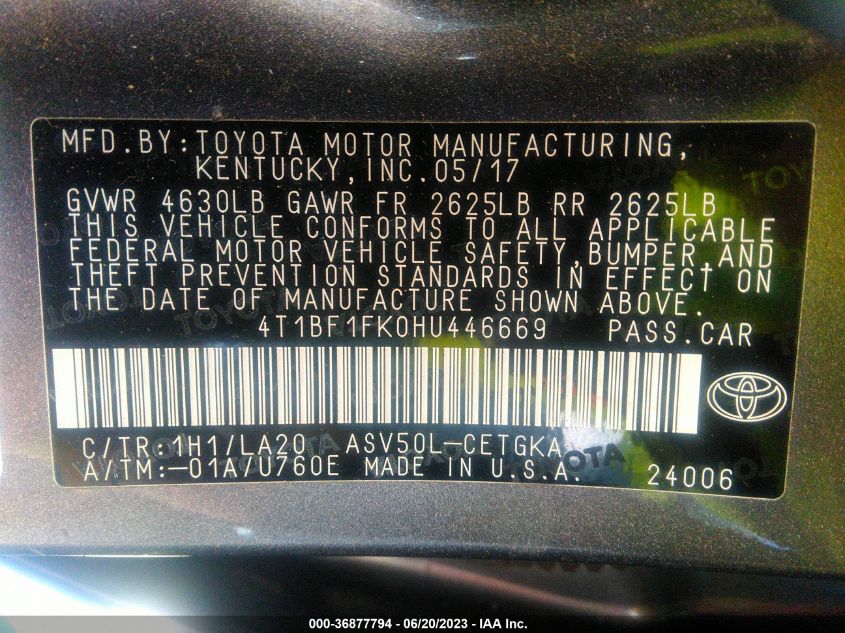 MFD.BY:TOYOTA MOTOR MANUFACTURING,
KENTUCKY,INC.05/17
GVWR 4630LB GAWR FR 2625LB RR 2625LB
THIS VEHICLE CONFORMS TO ALL APPLICABLE
FEDERAL MOTOR VEHICLE SAFETY,BUMPER,AND
THEFT PREVENTION STANDARDS IN EFFECT ON
THE DATE OF MANUFACTURE SHOWN ABOVE.
4T1BF1FK0HU446669 PASS.CAR
C/TR:1H1/LA20 ASV50L-CETGKA
A/TM:-01A/U760E MADE IN U.S.A. 24006
000-36877794 - 06/20/2023 - IAA Inc.